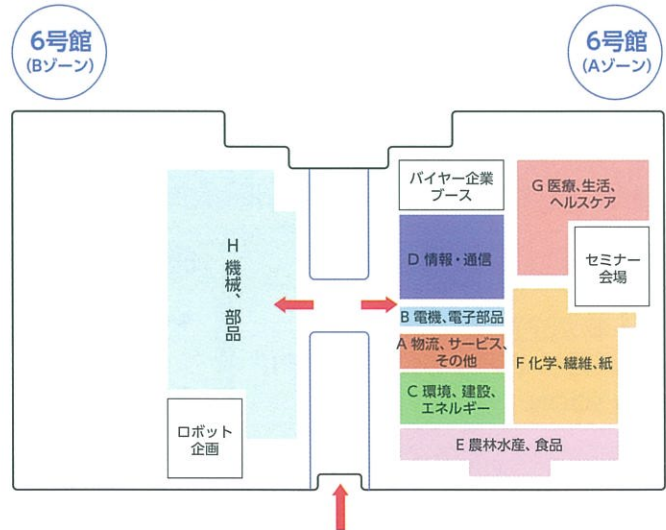 6号館
(Bゾーン)
6号館
(Aゾーン)
バイヤー企業
ブース
G 医療、生活、
ヘルスケア
D 情報・通信
セミナー
会場
H 機械、部品
B 電機、電子部品
A 物流、サービス、
その他
F 化学、繊維、紙
C 環境、建設、
エネルギー
ロボット
企画
E 農林水産、食品